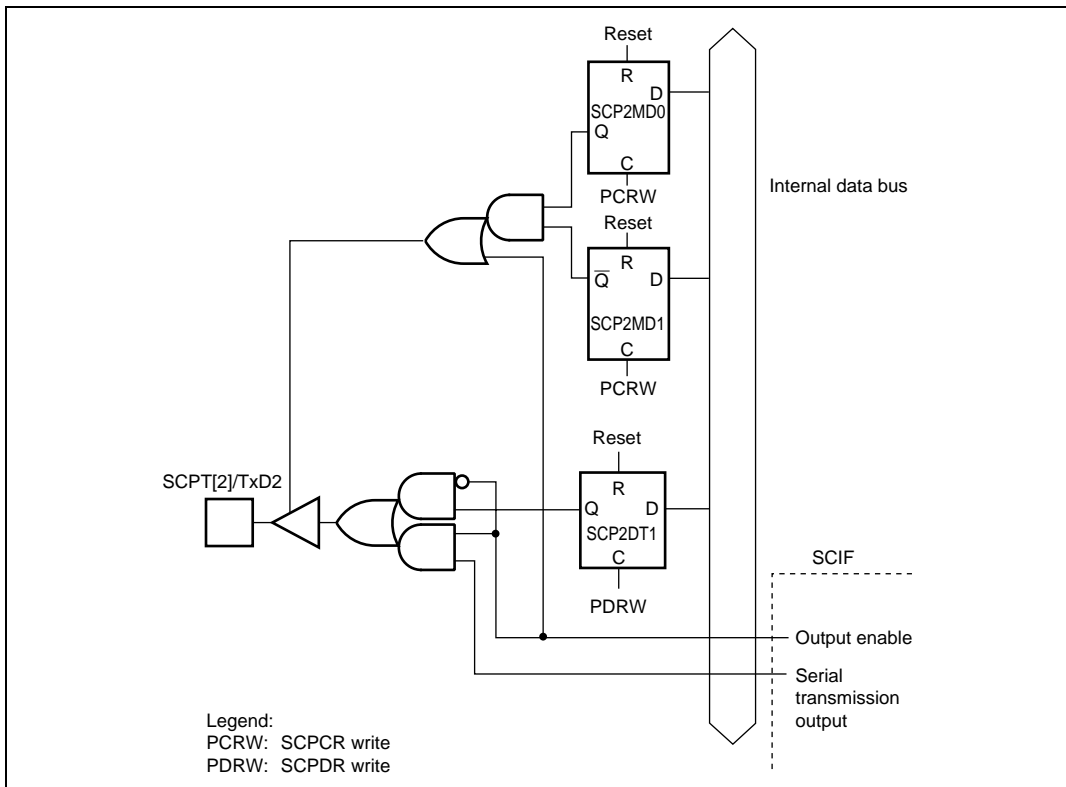 Reset
R
D
SCP2MD0
Q
C
PCRW
Internal data bus
Reset
R
Q̅
D
SCP2MD1
C
PCRW
Reset
SCPT[2]/TxD2
R
Q
D
SCP2DT1
C
SCIF
PDRW
Output enable
Serial
transmission
output
Legend:
PCRW: SCPCR write
PDRW: SCPDR write